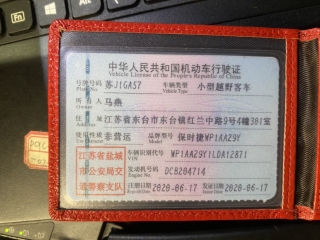 中华人民共和国机动车行驶证
Vehicle License of the People's Republic of China
号牌号码 苏J1GA57 车辆类型 小型越野客车
Plate No. Vehicle Type
所有人 马燕
Owner
住址 江苏省东台市东台镇红兰中路9号4幢301室
Address
使用性质 非营运 品牌型号 保时捷WP1AA29Y
Use Character Model
江苏省盐城市公安局交通警察支队
车辆识别代号 WP1AA29Y1LDA12871
VIN
发动机号码 DCB204714
Engine No.
注册日期 2020-06-17 发证日期 2020-06-17
Register Date Issue Date